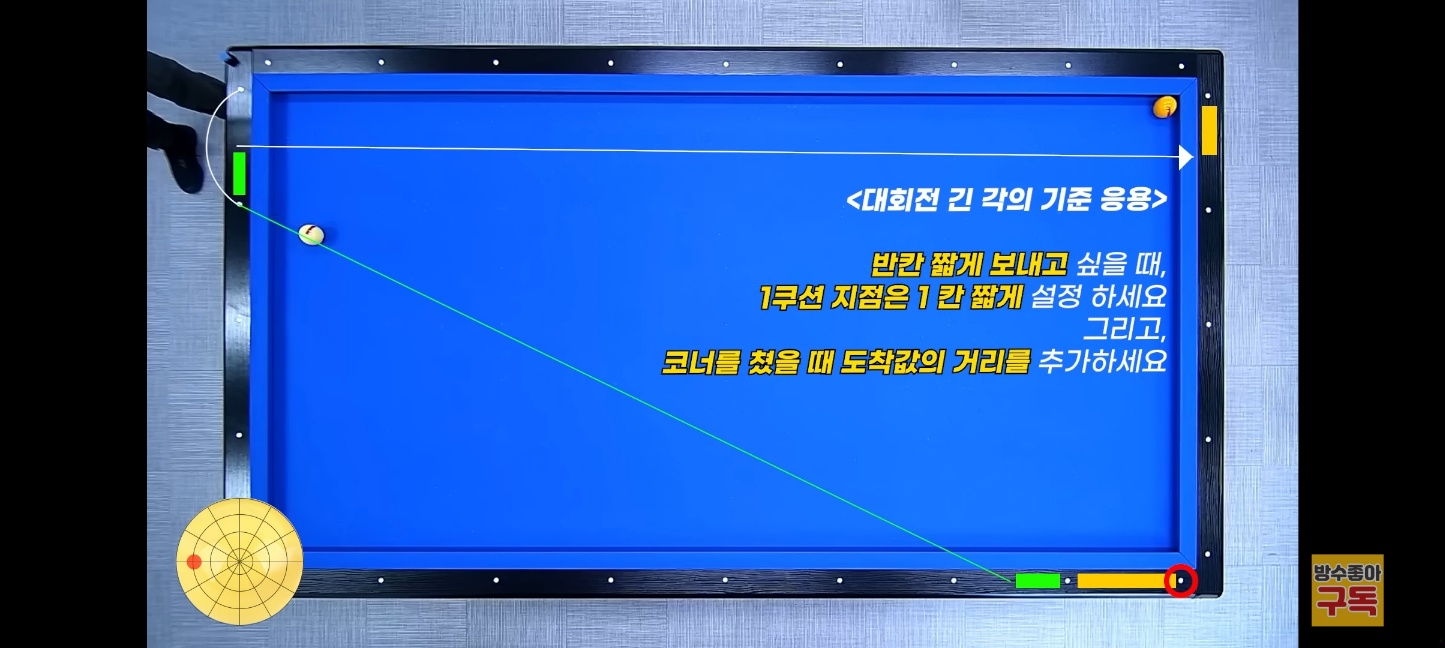 <대회전 긴 각의 기준 응용>
반칸 짧게 보내고 싶을 때,
1쿠션 지점은 1 칸 짧게 설정 하세요
그리고,
코너를 쳤을 때 도착값의 거리를 추가하세요
방수좋아
구독